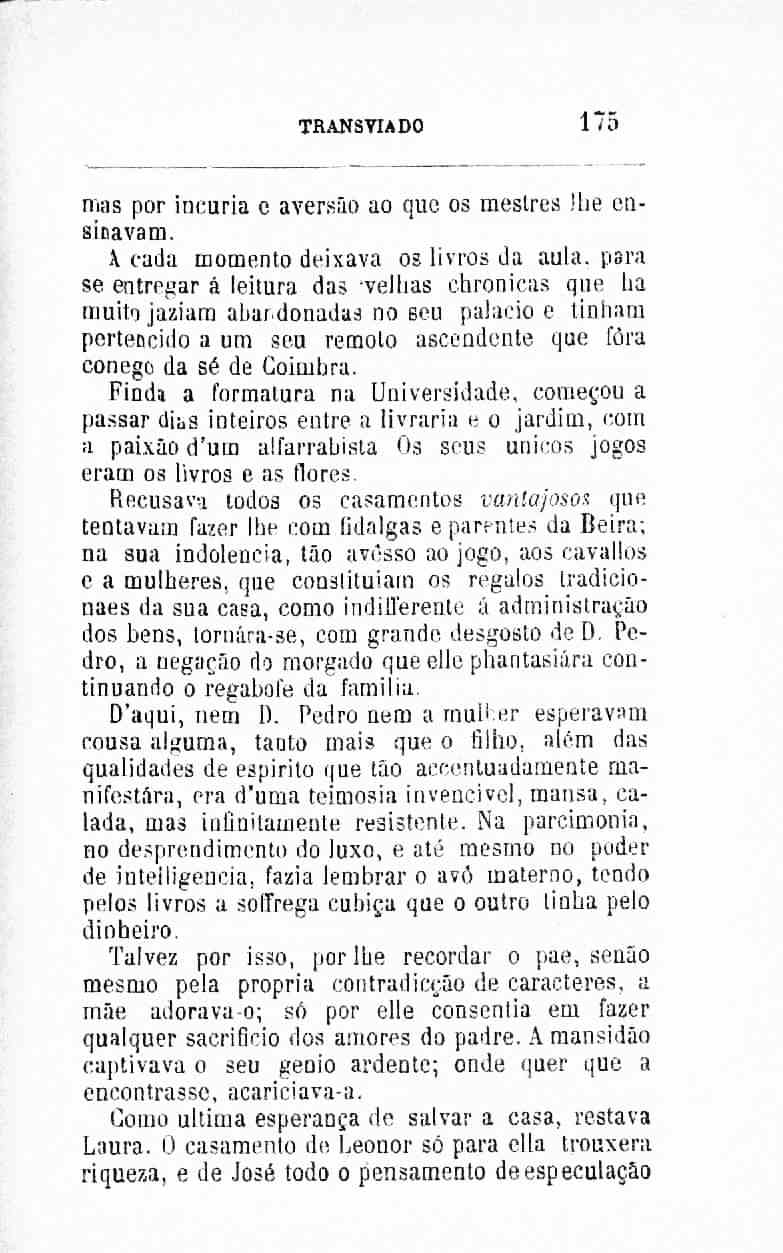 TRANSVIADO 175
mas por incuria e aversão ao que os mestres lhe en-
sinavam.
A cada momento deixava os livros da aula, para
se entregar á leitura das velhas chronicas que ha
muito jaziam abandonadas no seu palacio e tinham
pertencido a um seu remoto ascendente que fôra
conego da sé de Coimbra.
Finda a formatura na Universidade, começou a
passar dias inteiros entre a livraria e o jardim, com
a paixão d'um alfarrabista Os seus unicos jogos
eram os livros e as flores.
Recusava todos os casamentos vantajosos que
tentavam fazer lhe com fidalgas e parentes da Beira;
na sua indolencia, tão avêsso ao jogo, aos cavallos
e a mulheres, que constituiam os regalos tradicio-
naes da sua casa, como indifferente á administração
dos bens, tornára-se, com grande desgosto de D. Pe-
dro, a negação do morgado que elle phantasiára con-
tinuando o regabofe da familia.
D'aqui, nem D. Pedro nem a mulher esperavam
cousa alguma, tanto mais que o filho, além das
qualidades de espirito que tão accentuadamente ma-
nifestára, era d'uma teimosia invencivel, mansa, ca-
lada, mas infinitamente resistente. Na parcimonia,
no desprendimento do luxo, e até mesmo no poder
de intelligencia, fazia lembrar o avô materno, tendo
pelos livros a soffrega cubiça que o outro tinha pelo
dinheiro.
Talvez por isso, por lhe recordar o pae, senão
mesmo pela propria contradicção de caracteres, a
mãe adorava-o; só por elle consentia em fazer
qualquer sacrificio dos amores do padre. A mansidão
captivava o seu genio ardente; onde quer que a
encontrasse, acariciava-a.
Como ultima esperança de salvar a casa, restava
Laura. O casamento de Leonor só para ella trouxera
riqueza, e de José todo o pensamento de especulação